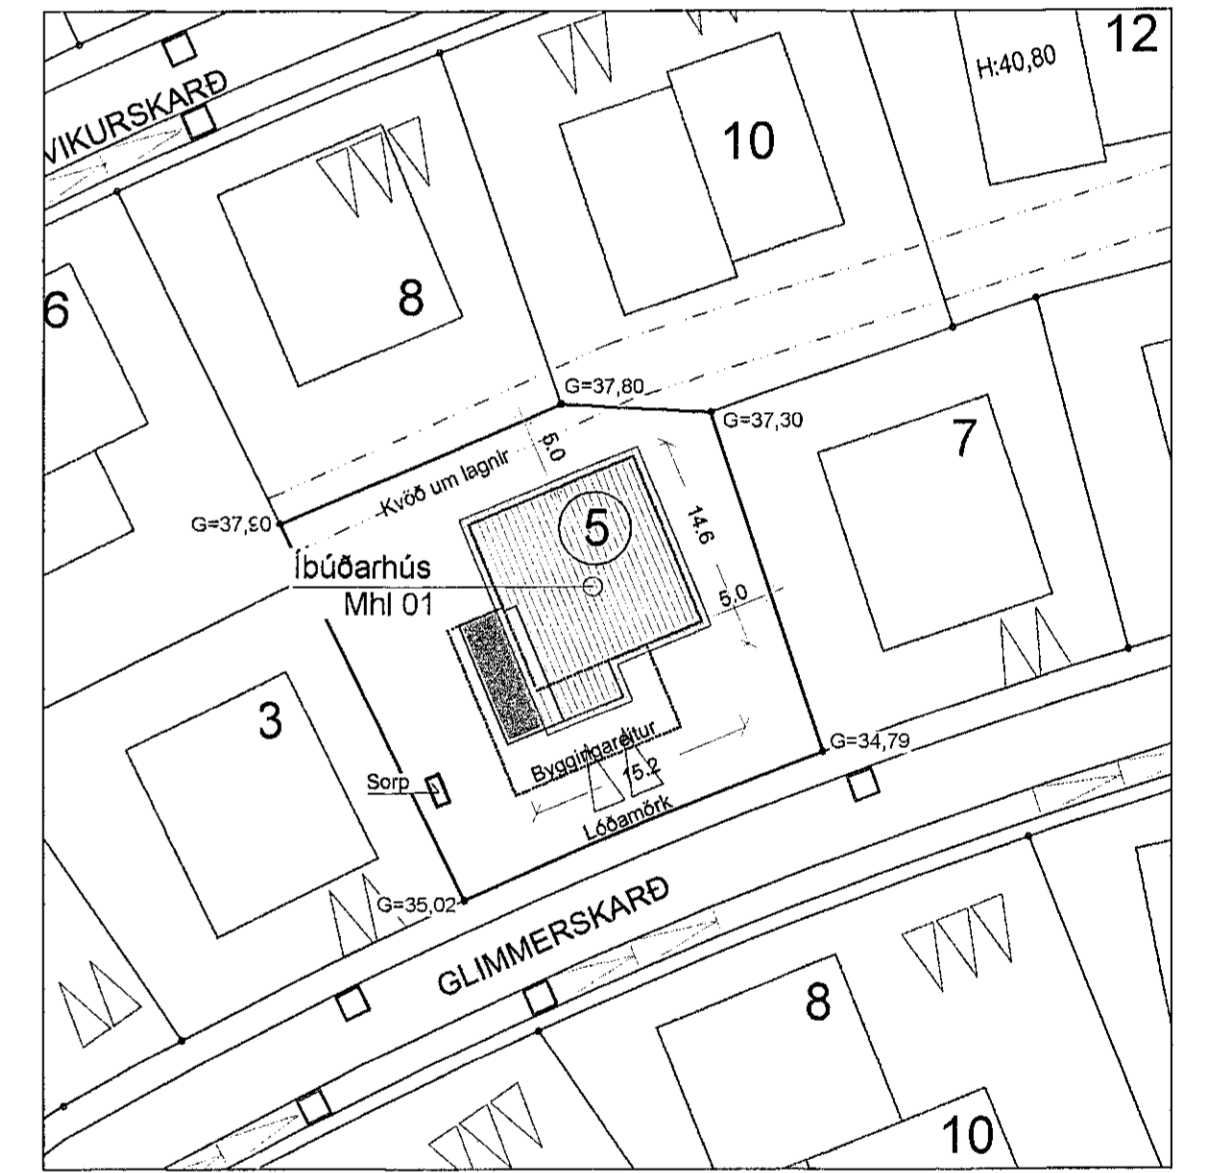 12
H:40,80
VIKURSKARÐ
10
8
6
G=37,80
G=37,30
7
5.0
Kvöð um lagnir
G=37,90
5
14.6
Íbúðarhús
Mhl 01
5.0
3
G=34,79
Byggingareitur
15.2
Sorp
Lóðamörk
G=35,02
GLIMMERSKARÐ
8
10